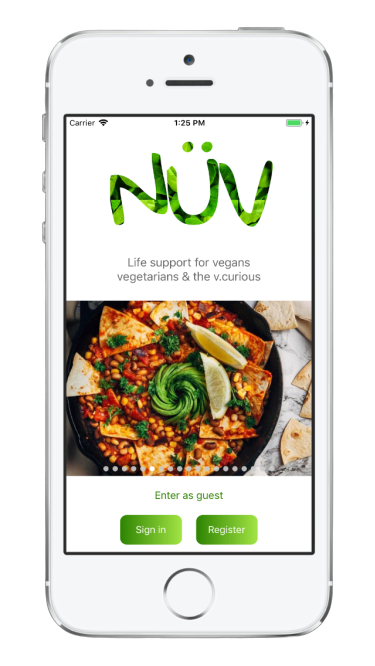 Carrier
1:25 PM
NÜV
Life support for vegans
vegetarians & the v.curious
Enter as guest
Sign in
Register